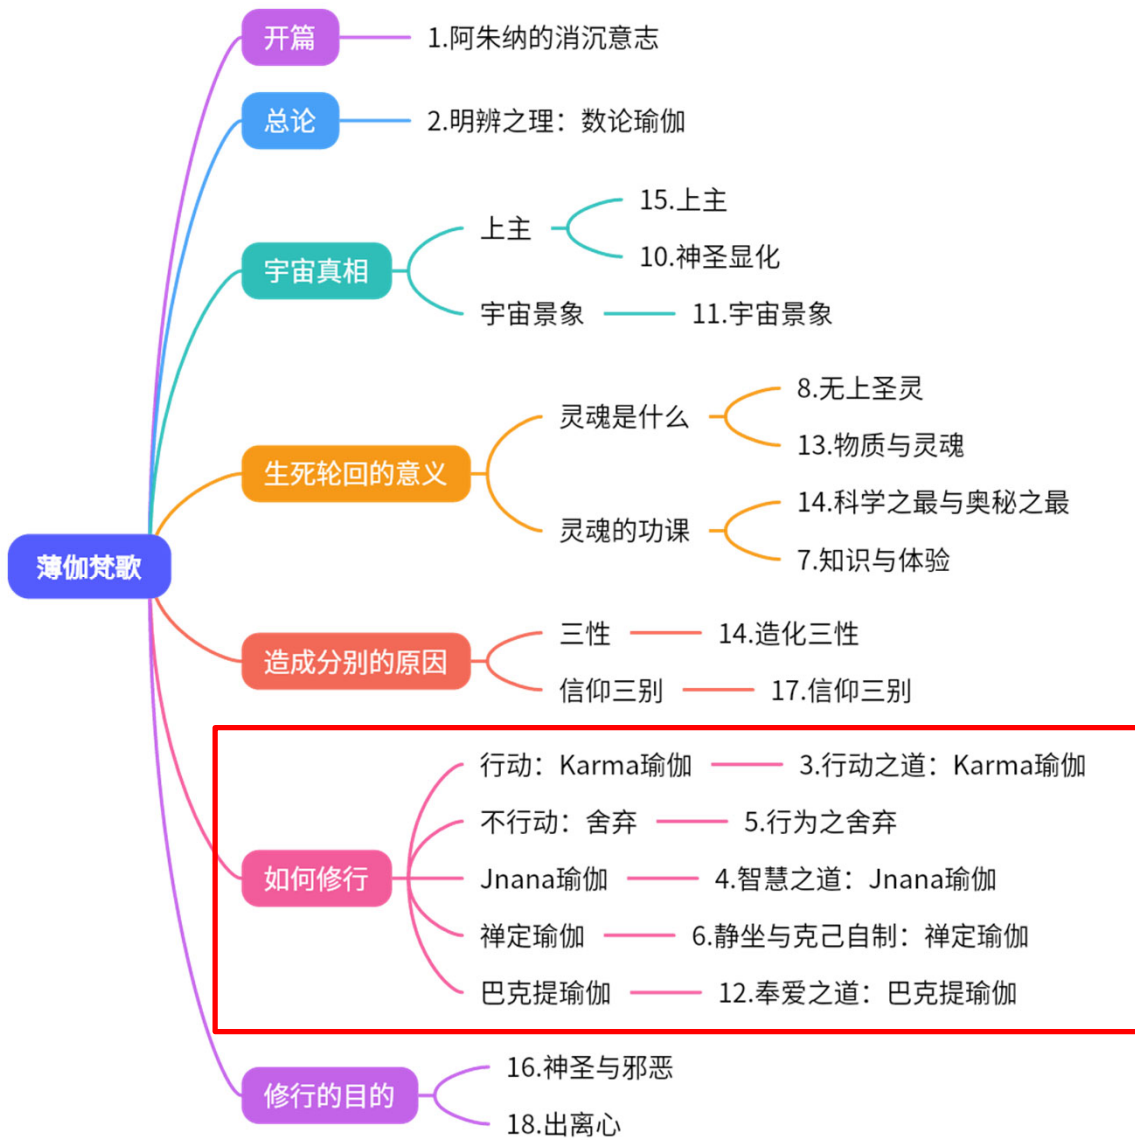 开篇
1.阿朱纳的消沉意志
总论
2.明辨之理：数论瑜伽
宇宙真相
上主
15.上主
10.神圣显化
宇宙景象
11.宇宙景象
生死轮回的意义
灵魂是什么
8.无上圣灵
13.物质与灵魂
灵魂的功课
14.科学之最与奥秘之最
7.知识与体验
薄伽梵歌
造成分别的原因
三性
14.造化三性
信仰三别
17.信仰三别
如何修行
行动：Karma瑜伽
3.行动之道：Karma瑜伽
不行动：舍弃
5.行为之舍弃
Jnana瑜伽
4.智慧之道：Jnana瑜伽
禅定瑜伽
6.静坐与克己自制：禅定瑜伽
巴克提瑜伽
12.奉爱之道：巴克提瑜伽
修行的目的
16.神圣与邪恶
18.出离心